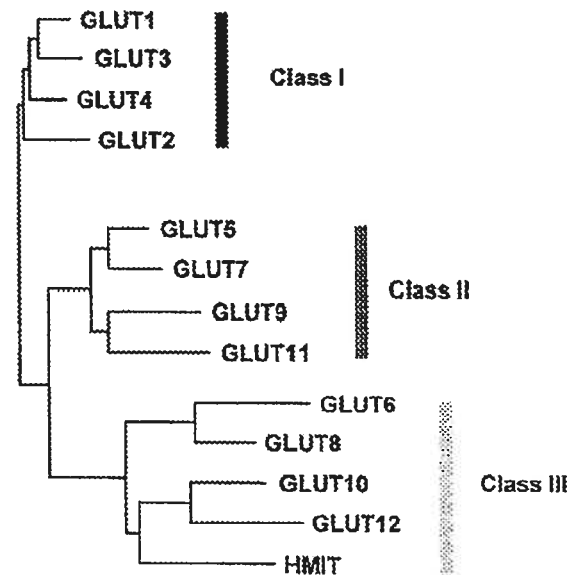 GLUT1
GLUT3
Class I
GLUT4
GLUT2
GLUT5
GLUT7
Class II
GLUT9
GLUT11
GLUT6
GLUT8
GLUT10
Class III
GLUT12
HMIT